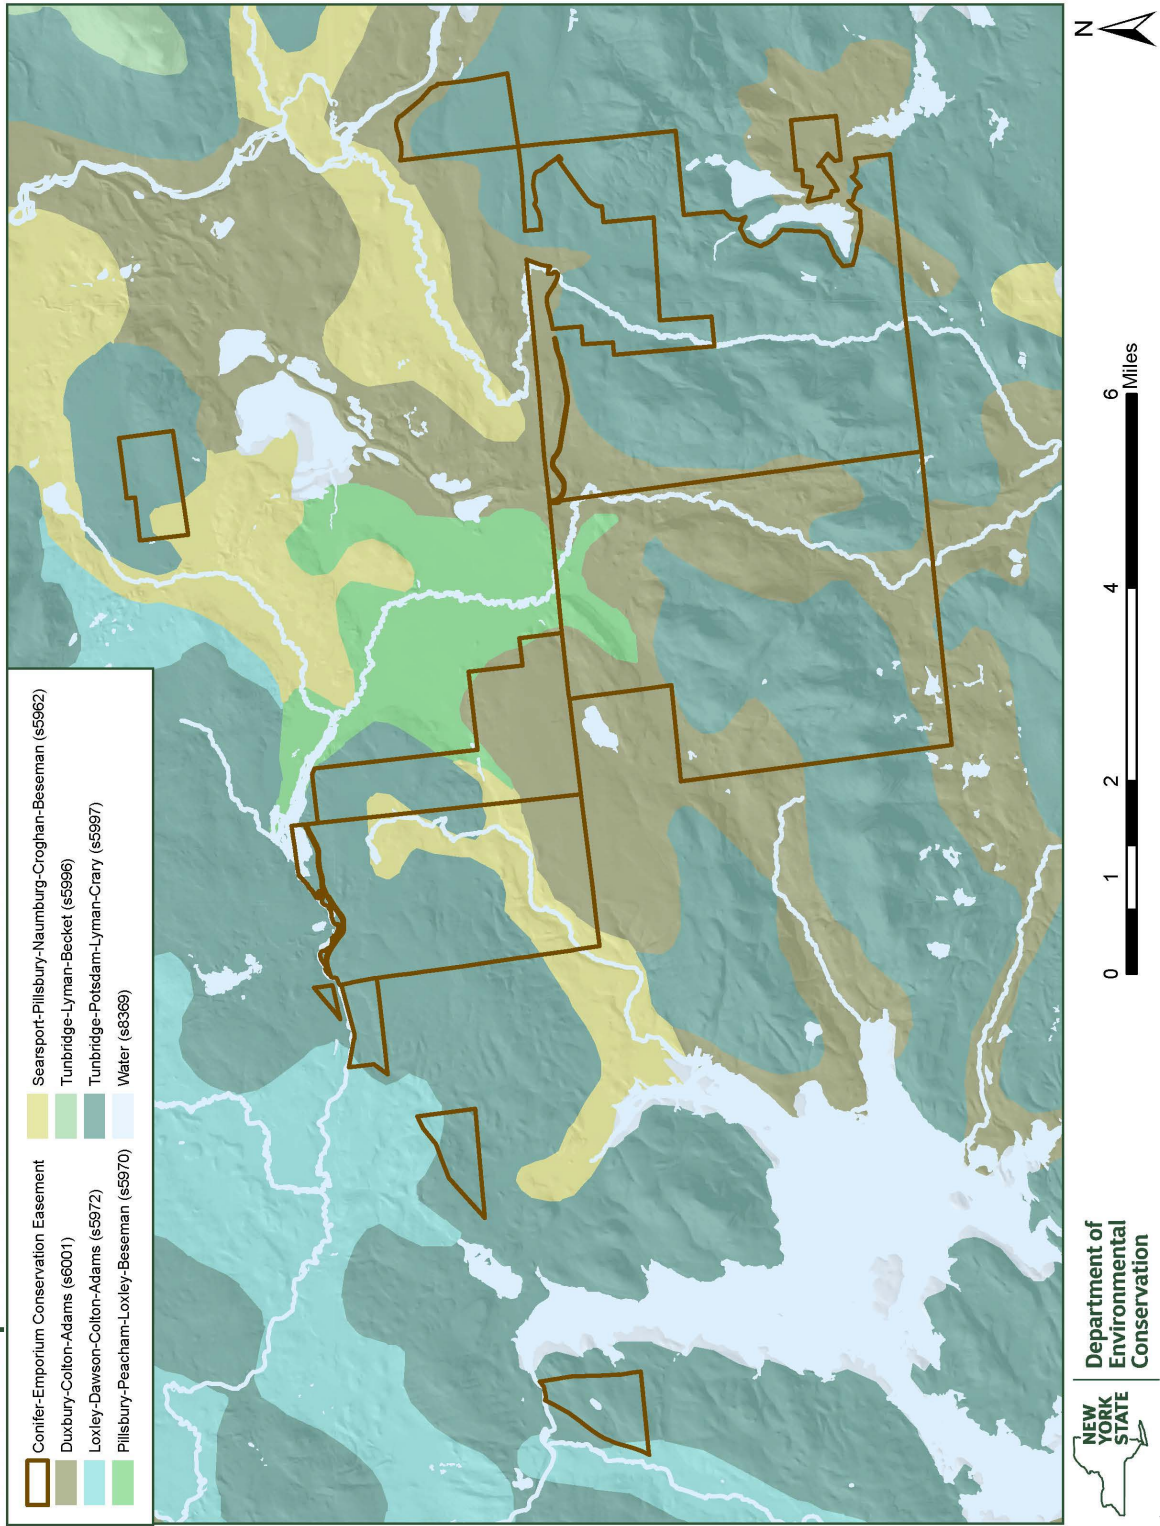 Conifer-Emporium Conservation Easement
Duxbury-Colton-Adams (s6001)
Loxley-Dawson-Colton-Adams (s5972)
Pillsbury-Peacham-Loxley-Beseman (s5970)
Searsport-Pillsbury-Naumburg-Croghan-Beseman (s5962)
Tunbridge-Lyman-Becket (s5996)
Tunbridge-Potsdam-Lyman-Crary (s5997)
Water (s8369)
NEW
YORK
STATE
Department of
Environmental
Conservation
0 1 2 4 6
Miles
N